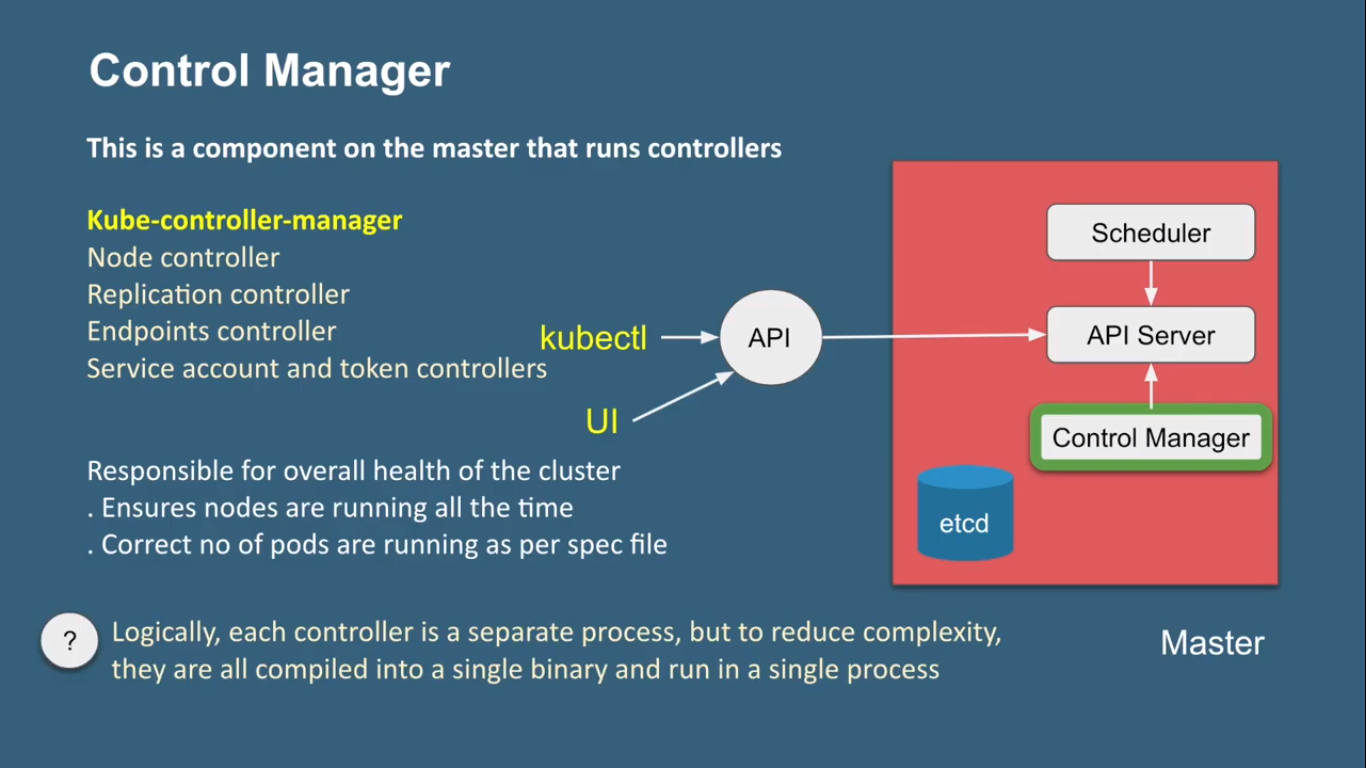 Control Manager
This is a component on the master that runs controllers
Kube-controller-manager
Node controller
Replication controller
Endpoints controller
Service account and token controllers
kubectl
UI
API
Scheduler
API Server
Control Manager
etcd
Master
Responsible for overall health of the cluster
. Ensures nodes are running all the time
. Correct no of pods are running as per spec file
?
Logically, each controller is a separate process, but to reduce complexity,
they are all compiled into a single binary and run in a single process